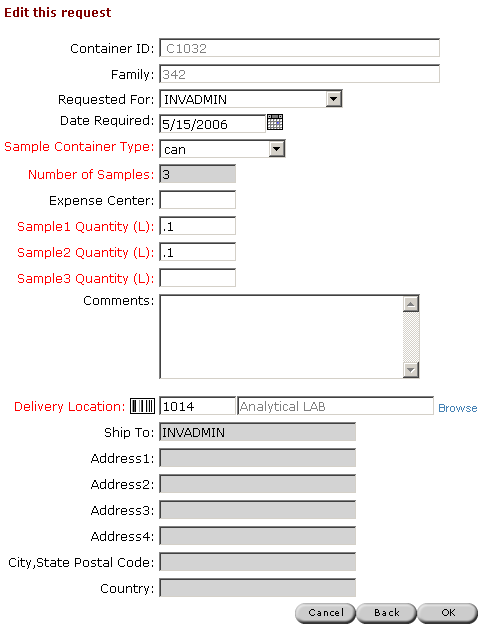 Edit this request
Container ID: C1032
Family: 342
Requested For: INVADMIN
Date Required: 5/15/2006
Sample Container Type: can
Number of Samples: 3
Expense Center:
Sample1 Quantity (L): .1
Sample2 Quantity (L): .1
Sample3 Quantity (L):
Comments:
Delivery Location: 1014 Analytical LAB Browse
Ship To: INVADMIN
Address1:
Address2:
Address3:
Address4:
City,State Postal Code:
Country:
Cancel Back OK